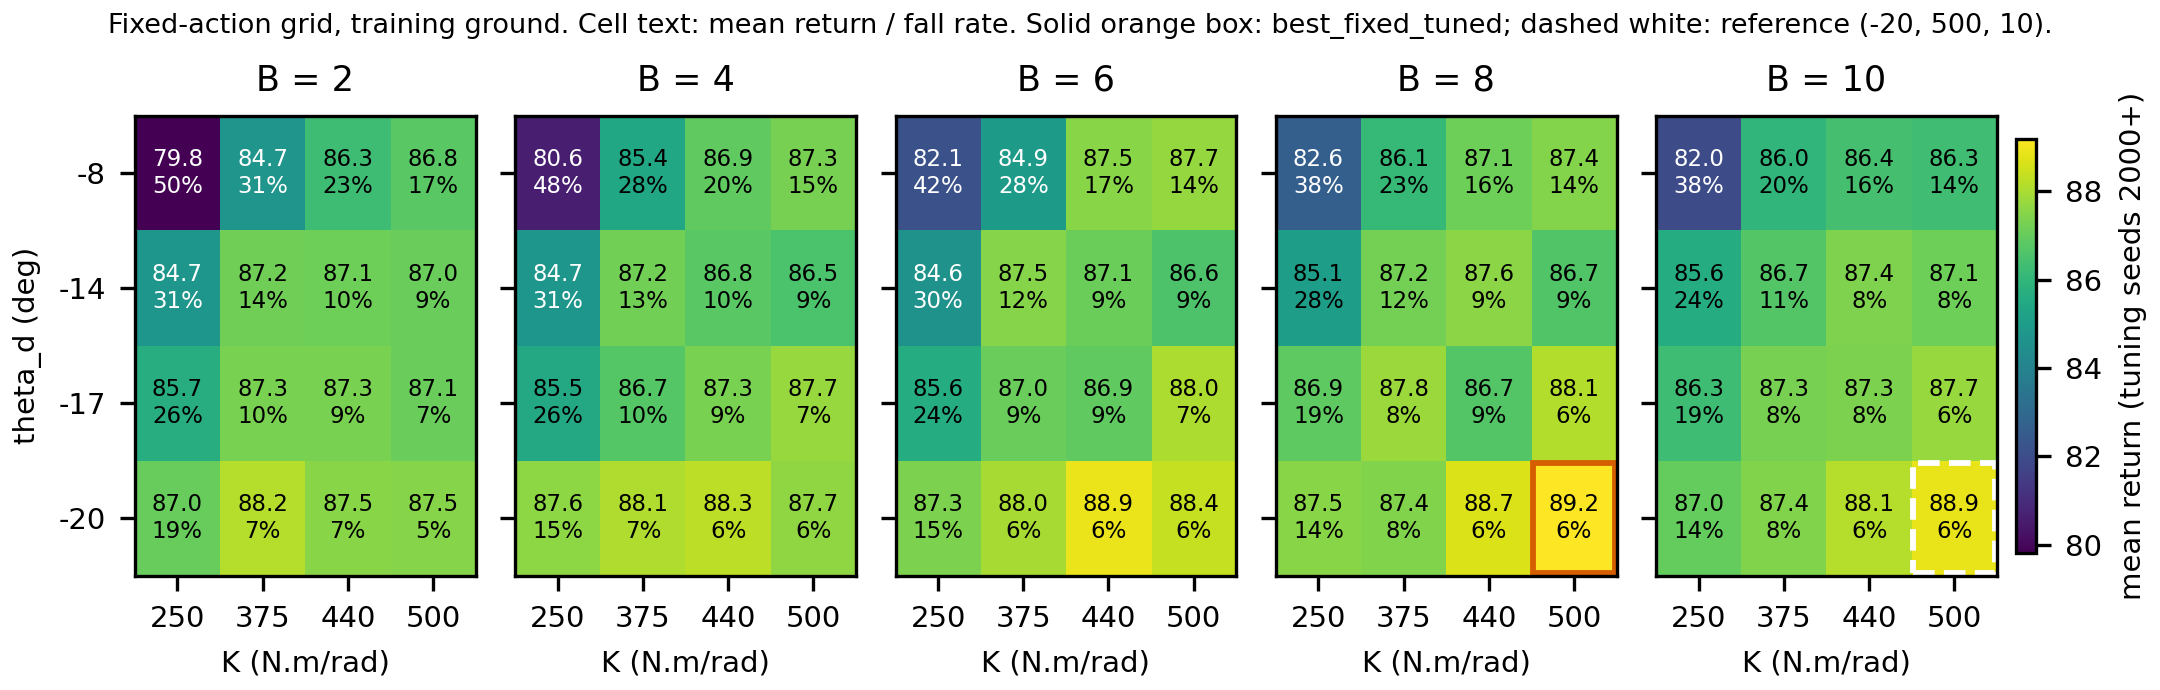 Fixed-action grid, training ground. Cell text: mean return / fall rate. Solid orange box: best_fixed_tuned; dashed white: reference (-20, 500, 10).
B = 2
B = 4
B = 6
B = 8
B = 10
theta_d (deg)
-8
-14
-17
-20
79.8 84.7 86.3 86.8
50% 31% 23% 17%
84.7 87.2 87.1 87.0
31% 14% 10% 9%
85.7 87.3 87.3 87.1
26% 10% 9% 7%
87.0 88.2 87.5 87.5
19% 7% 7% 5%
250 375 440 500
K (N.m/rad)
80.6 85.4 86.9 87.3
48% 28% 20% 15%
84.7 87.2 86.8 86.5
31% 13% 10% 9%
85.5 86.7 87.3 87.7
26% 10% 9% 7%
87.6 88.1 88.3 87.7
15% 7% 6% 6%
250 375 440 500
K (N.m/rad)
82.1 84.9 87.5 87.7
42% 28% 17% 14%
84.6 87.5 87.1 86.6
30% 12% 9% 9%
85.6 87.0 86.9 88.0
24% 9% 9% 7%
87.3 88.0 88.9 88.4
15% 6% 6% 6%
250 375 440 500
K (N.m/rad)
82.6 86.1 87.1 87.4
38% 23% 16% 14%
85.1 87.2 87.6 86.7
28% 12% 9% 9%
86.9 87.8 86.7 88.1
19% 8% 9% 6%
87.5 87.4 88.7 89.2
14% 8% 6% 6%
250 375 440 500
K (N.m/rad)
82.0 86.0 86.4 86.3
38% 20% 16% 14%
85.6 86.7 87.4 87.1
24% 11% 8% 8%
86.3 87.3 87.3 87.7
19% 8% 8% 6%
87.0 87.4 88.1 88.9
14% 8% 6% 6%
250 375 440 500
K (N.m/rad)
88
86
84
82
80
mean return (tuning seeds 2000+)